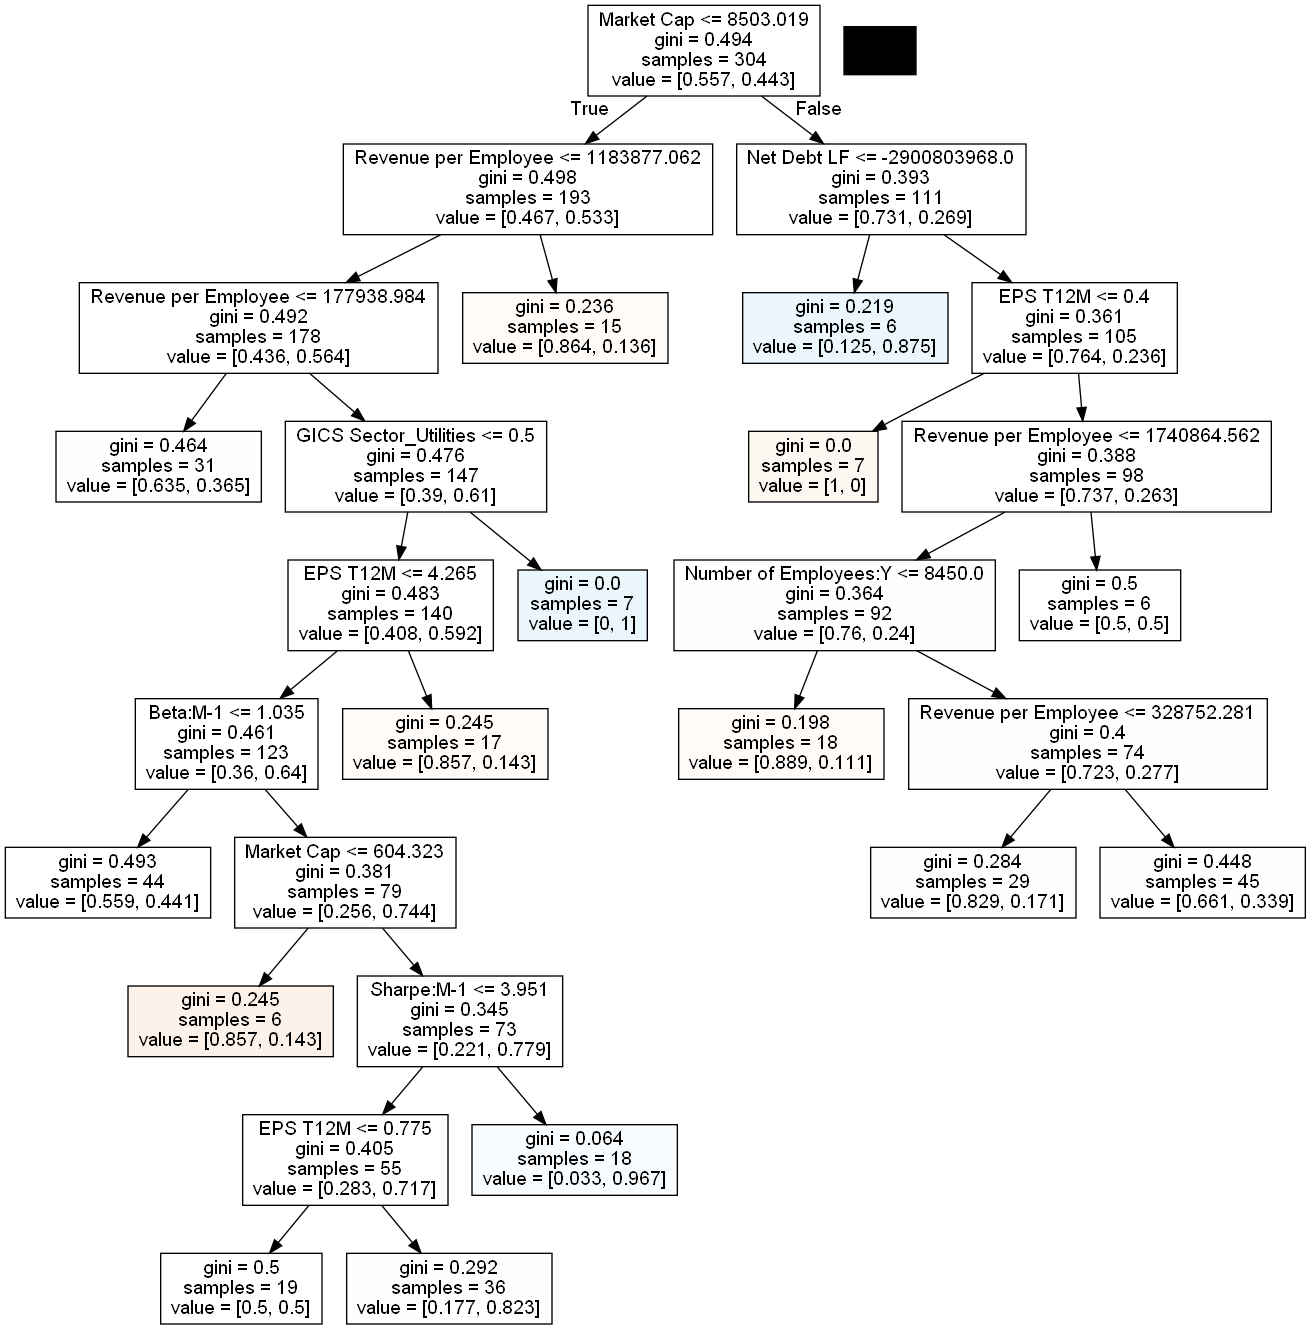 Market Cap <= 8503.019
gini = 0.494
samples = 304
value = [0.557, 0.443]
True
False
Revenue per Employee <= 1183877.062
gini = 0.498
samples = 193
value = [0.467, 0.533]
Net Debt LF <= -2900803968.0
gini = 0.393
samples = 111
value = [0.731, 0.269]
Revenue per Employee <= 177938.984
gini = 0.492
samples = 178
value = [0.436, 0.564]
gini = 0.236
samples = 15
value = [0.864, 0.136]
gini = 0.219
samples = 6
value = [0.125, 0.875]
EPS T12M <= 0.4
gini = 0.361
samples = 105
value = [0.764, 0.236]
gini = 0.464
samples = 31
value = [0.635, 0.365]
GICS Sector_Utilities <= 0.5
gini = 0.476
samples = 147
value = [0.39, 0.61]
gini = 0.0
samples = 7
value = [1, 0]
Revenue per Employee <= 1740864.562
gini = 0.388
samples = 98
value = [0.737, 0.263]
EPS T12M <= 4.265
gini = 0.483
samples = 140
value = [0.408, 0.592]
gini = 0.0
samples = 7
value = [0, 1]
Number of Employees:Y <= 8450.0
gini = 0.364
samples = 92
value = [0.76, 0.24]
gini = 0.5
samples = 6
value = [0.5, 0.5]
Beta:M-1 <= 1.035
gini = 0.461
samples = 123
value = [0.36, 0.64]
gini = 0.245
samples = 17
value = [0.857, 0.143]
gini = 0.198
samples = 18
value = [0.889, 0.111]
Revenue per Employee <= 328752.281
gini = 0.4
samples = 74
value = [0.723, 0.277]
gini = 0.493
samples = 44
value = [0.559, 0.441]
Market Cap <= 604.323
gini = 0.381
samples = 79
value = [0.256, 0.744]
gini = 0.284
samples = 29
value = [0.829, 0.171]
gini = 0.448
samples = 45
value = [0.661, 0.339]
gini = 0.245
samples = 6
value = [0.857, 0.143]
Sharpe:M-1 <= 3.951
gini = 0.345
samples = 73
value = [0.221, 0.779]
EPS T12M <= 0.775
gini = 0.405
samples = 55
value = [0.283, 0.717]
gini = 0.064
samples = 18
value = [0.033, 0.967]
gini = 0.5
samples = 19
value = [0.5, 0.5]
gini = 0.292
samples = 36
value = [0.177, 0.823]